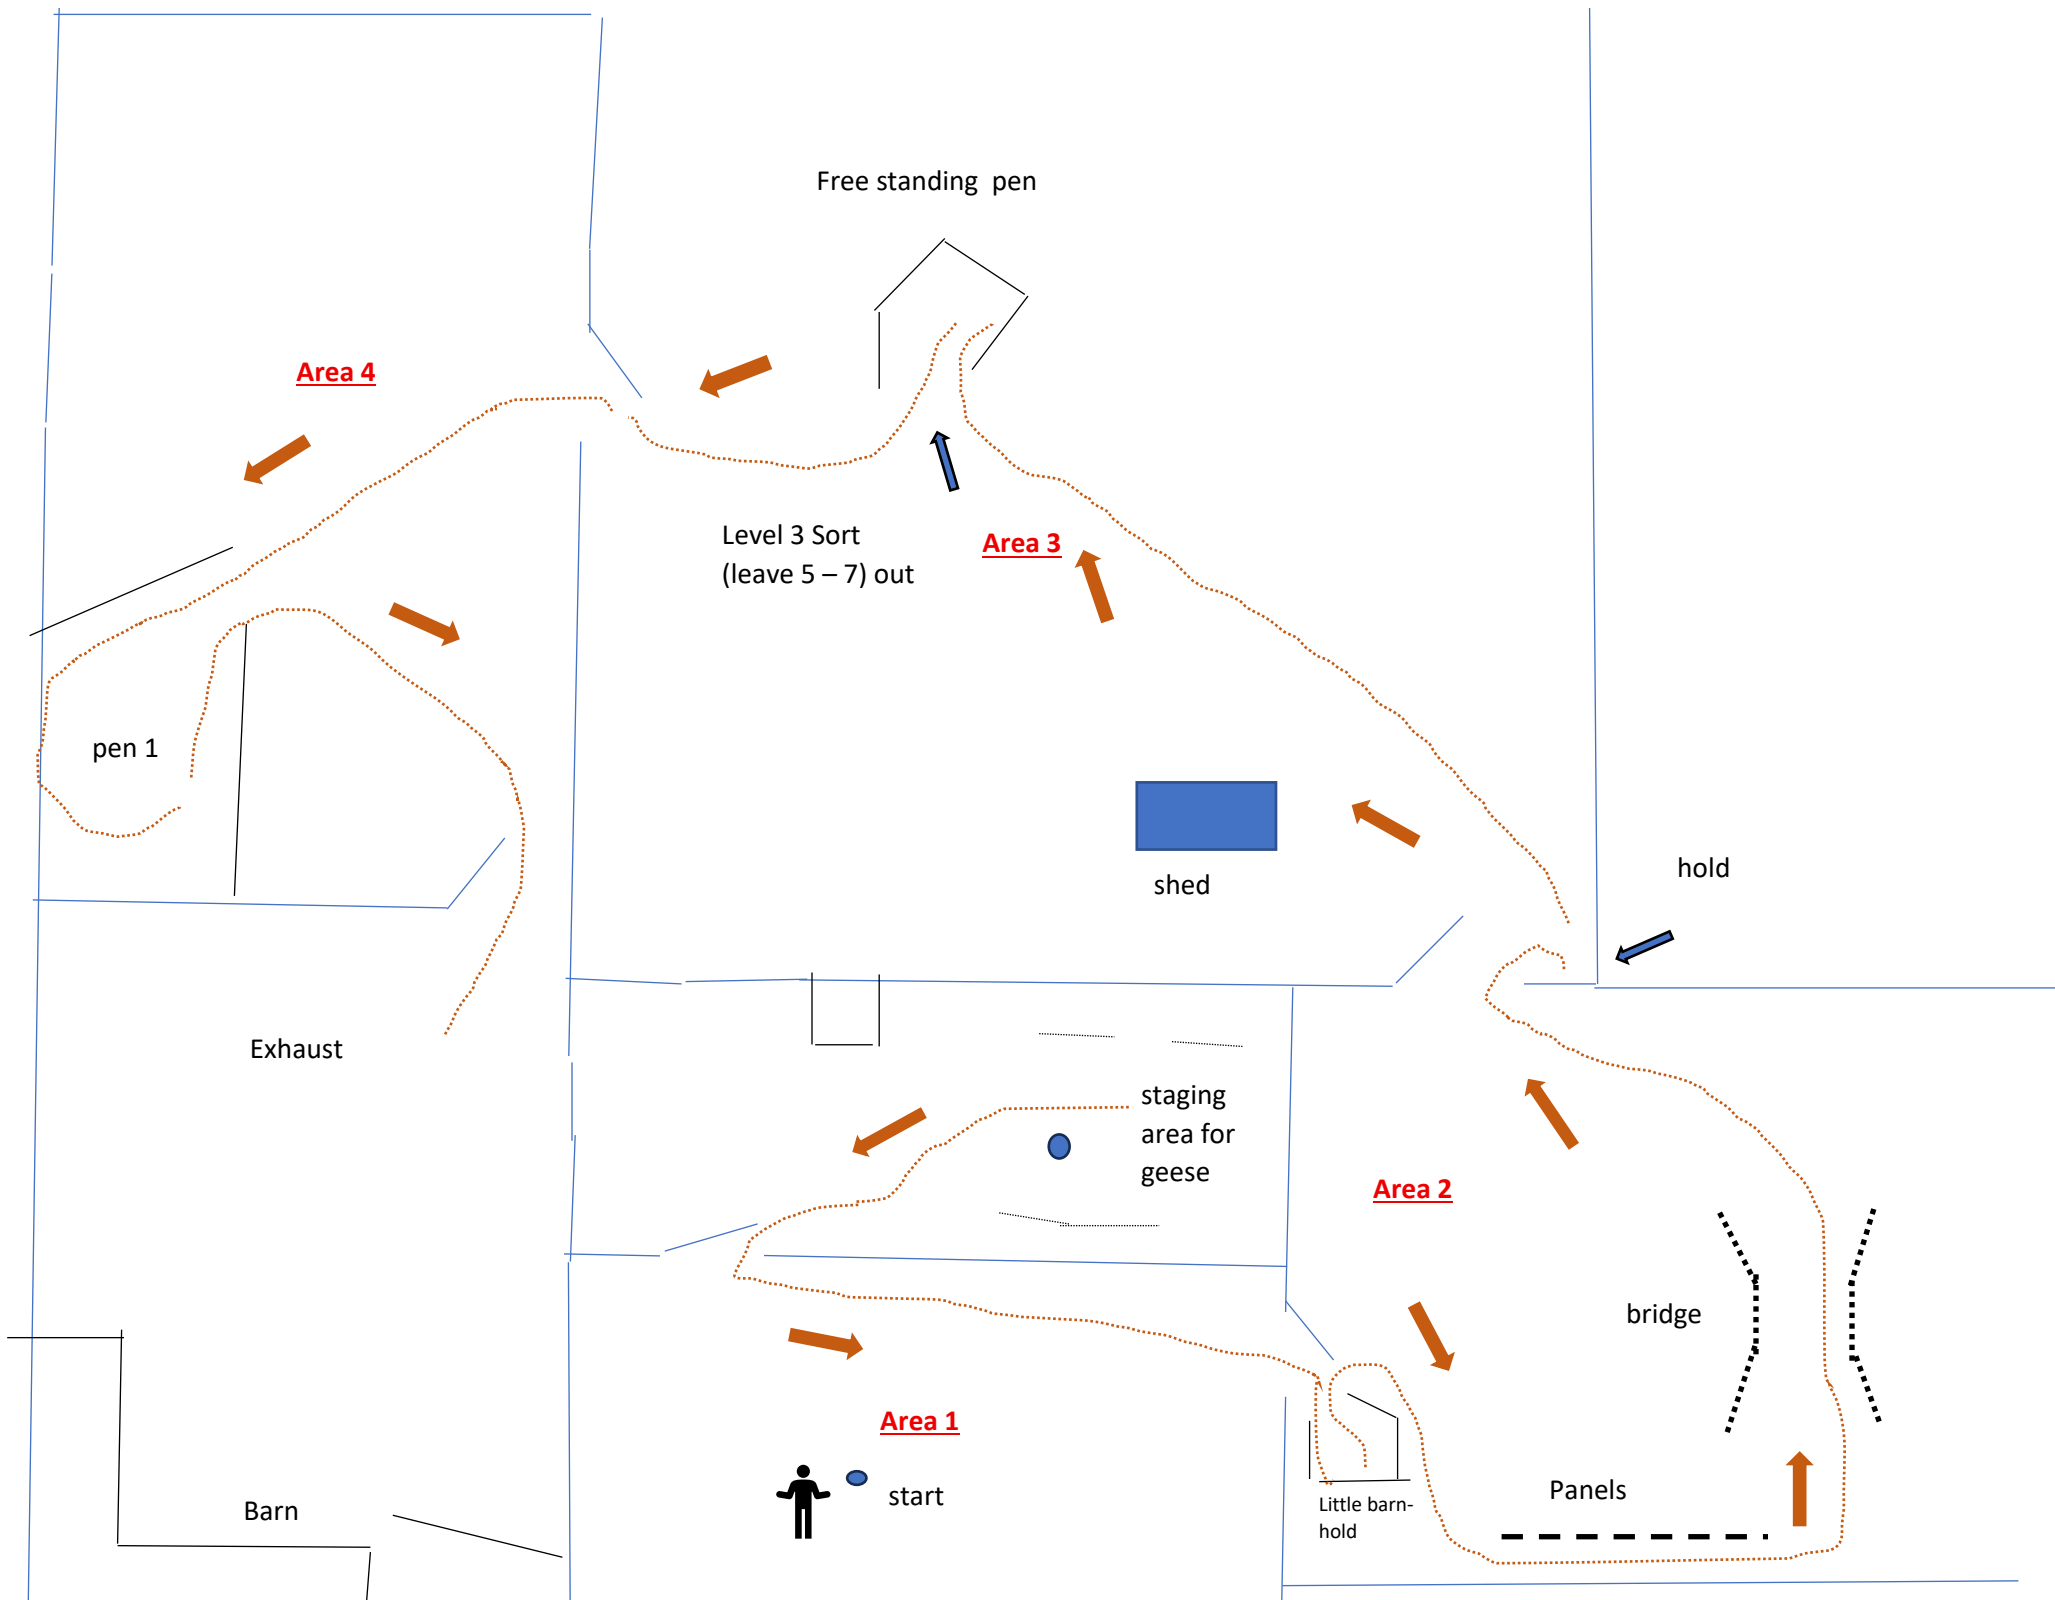 Free standing  pen
Area 4
Level 3 Sort
(leave 5 – 7) out
Area 3
pen 1
shed
hold
Exhaust
staging
area for
geese
Area 2
bridge
Area 1
start
Barn
Little barn-
hold
Panels